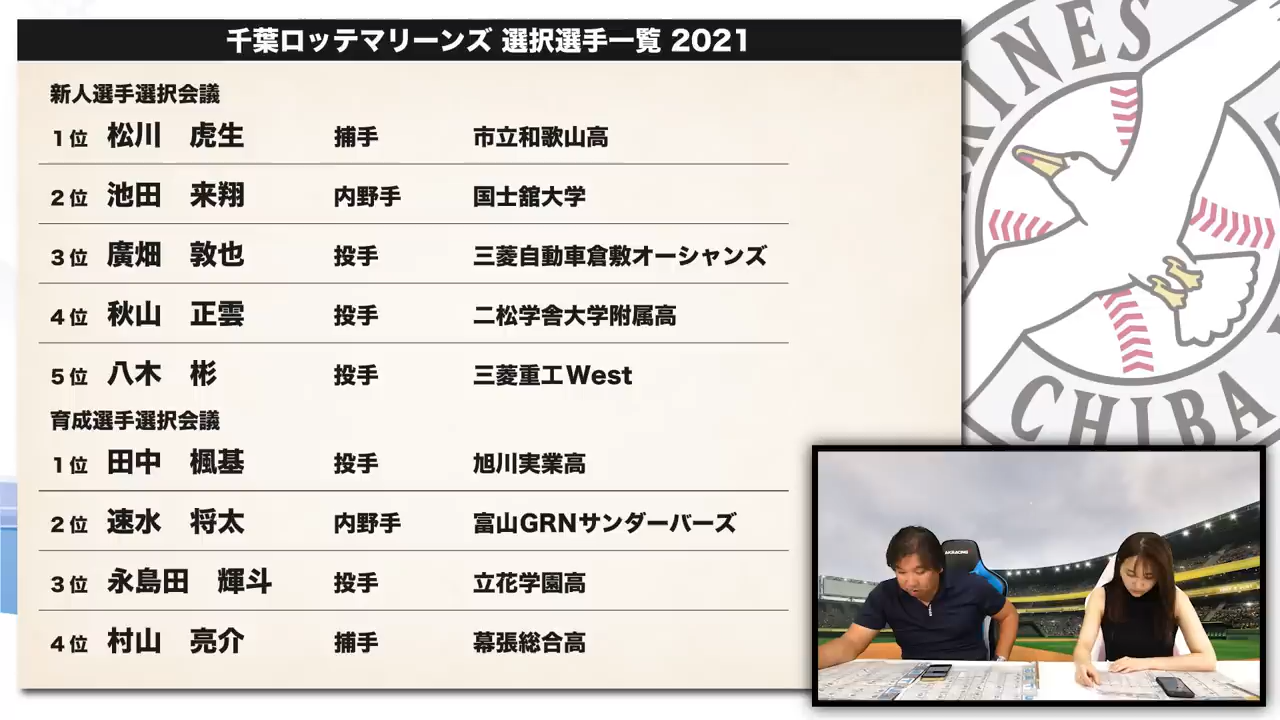 千葉ロッテマリーンズ 選択選手一覧 2021
新人選手選択会議
1位 松川 虎生 捕手 市立和歌山高
2位 池田 来翔 内野手 国士舘大学
3位 廣畑 敦也 投手 三菱自動車倉敷オーシャンズ
4位 秋山 正雲 投手 二松学舎大学附属高
5位 八木 彬 投手 三菱重工West
育成選手選択会議
1位 田中 楓基 投手 旭川実業高
2位 速水 将太 内野手 富山GRNサンダーバーズ
3位 永島田 輝斗 投手 立花学園高
4位 村山 亮介 捕手 幕張総合高
INES
CHIBA
AKRACING